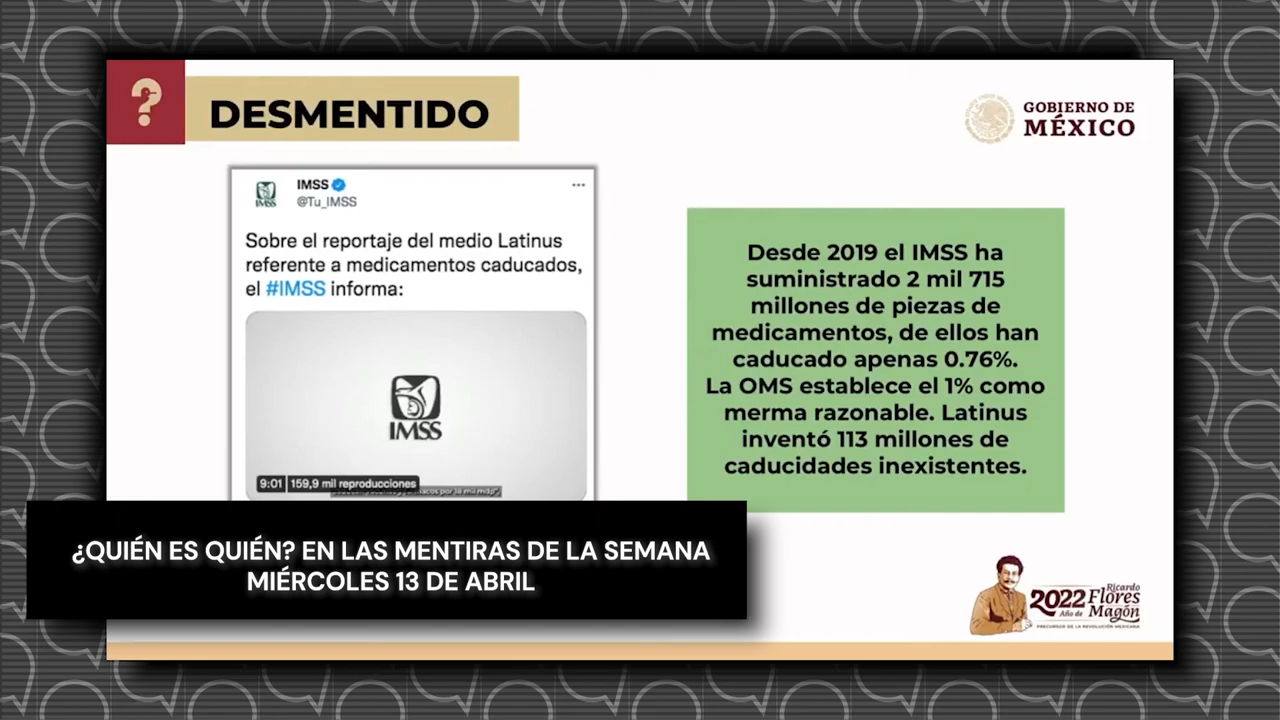 ?
DESMENTIDO
GOBIERNO DE
MÉXICO
IMSS
@Tu_IMSS
Sobre el reportaje del medio Latinus
referente a medicamentos caducados,
el #IMSS informa:
IMSS
9:01 159,9 mil reproducciones
Desde 2019 el IMSS ha
suministrado 2 mil 715
millones de piezas de
medicamentos, de ellos han
caducado apenas 0.76%.
La OMS establece el 1% como
merma razonable. Latinus
inventó 113 millones de
caducidades inexistentes.
¿QUIÉN ES QUIÉN? EN LAS MENTIRAS DE LA SEMANA
MIÉRCOLES 13 DE ABRIL
2022 Ricardo
Flores
Año de Magón
PRECURSOR DE LA REVOLUCIÓN MEXICANA